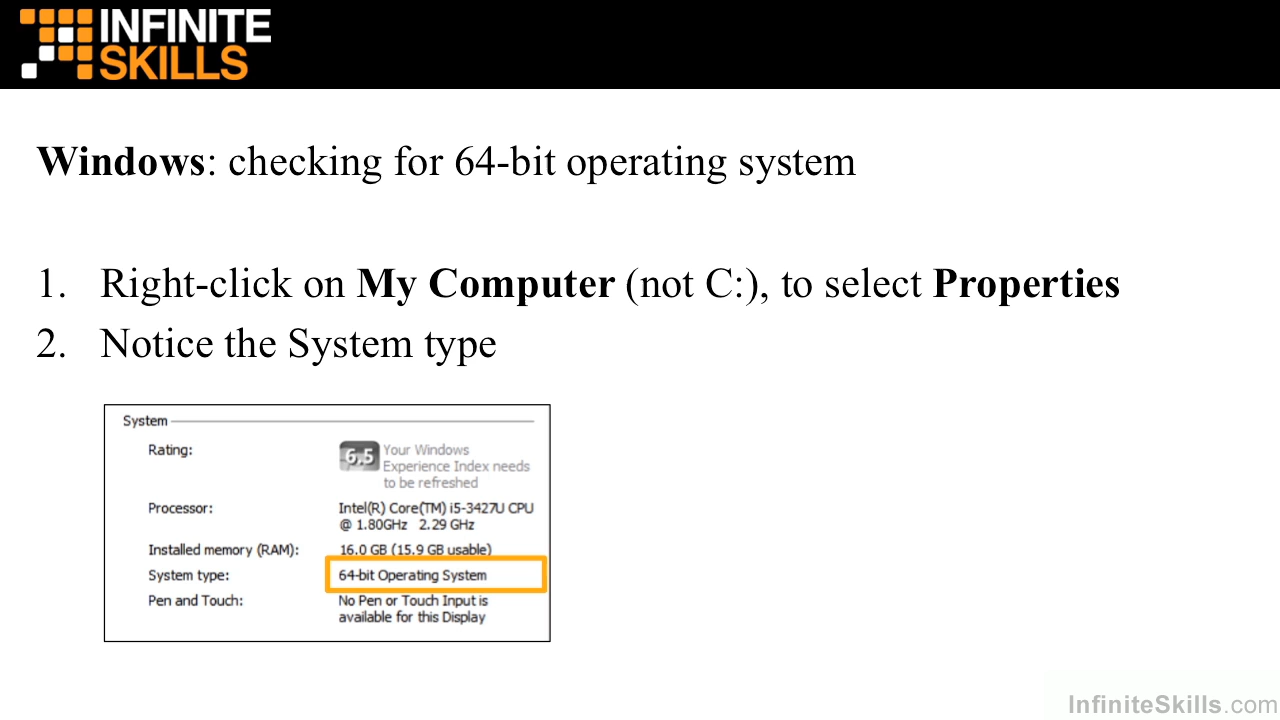 INFINITE
SKILLS
Windows: checking for 64-bit operating system
1. Right-click on My Computer (not C:), to select Properties
2. Notice the System type
System
Rating:
6,5
Your Windows
Experience Index needs
to be refreshed
Processor:
Intel(R) Core(TM) i5-3427U CPU
@ 1.80GHz 2.29 GHz
Installed memory (RAM):
16.0 GB (15.9 GB usable)
System type:
64-bit Operating System
Pen and Touch:
No Pen or Touch Input is
available for this Display
InfiniteSkills.com